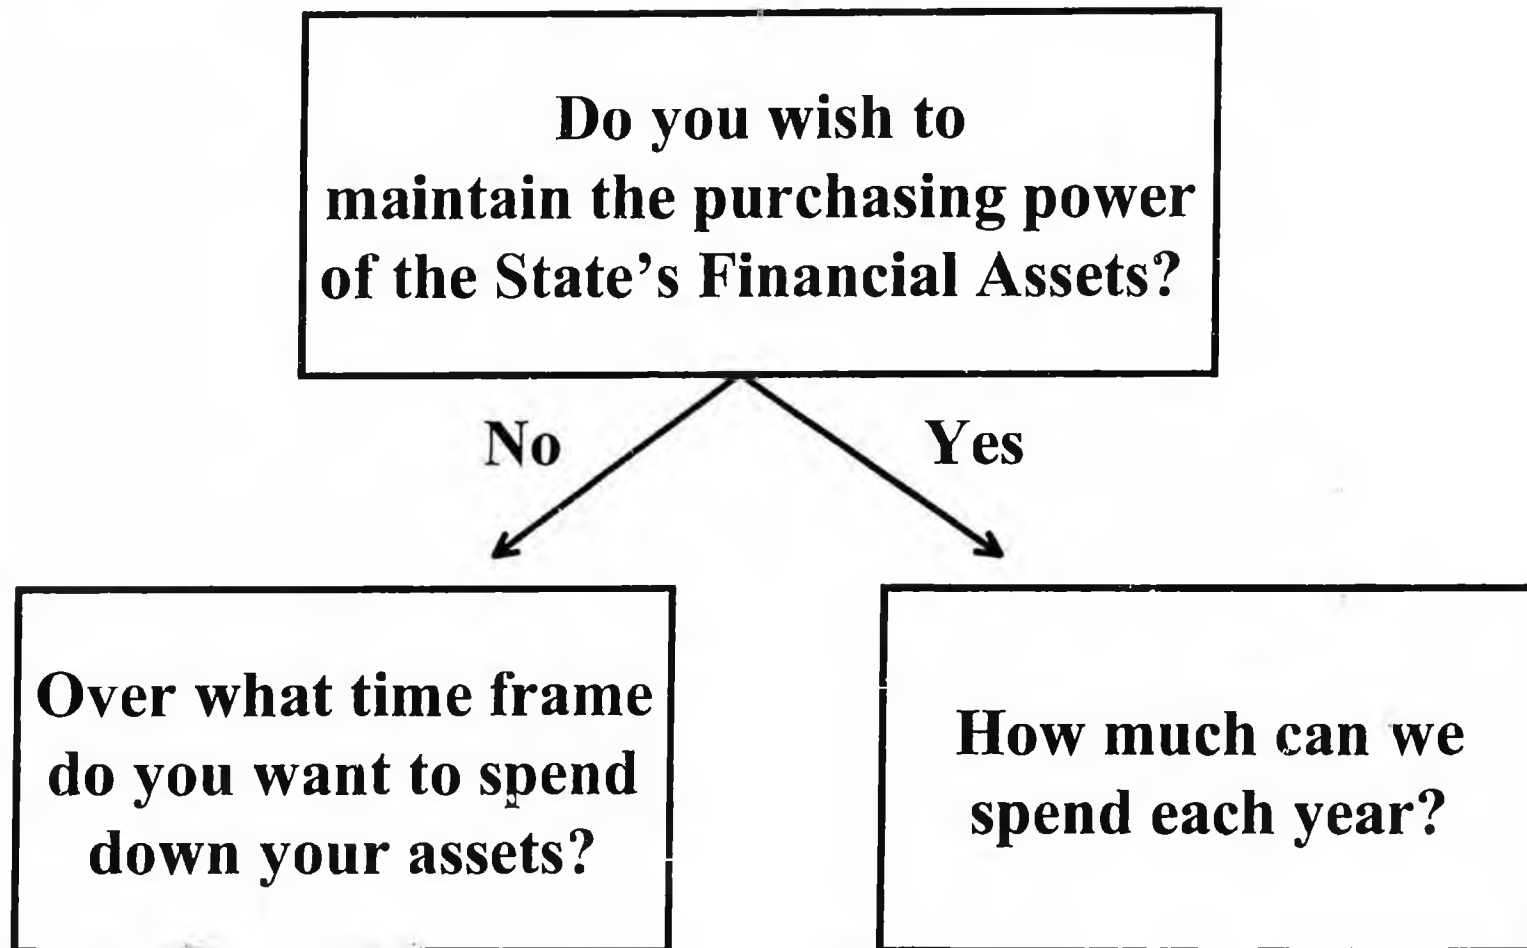 Do you wish to
maintain the purchasing power
of the State's Financial Assets?
No
Yes
Over what time frame
do you want to spend
down your assets?
How much can we
spend each year?